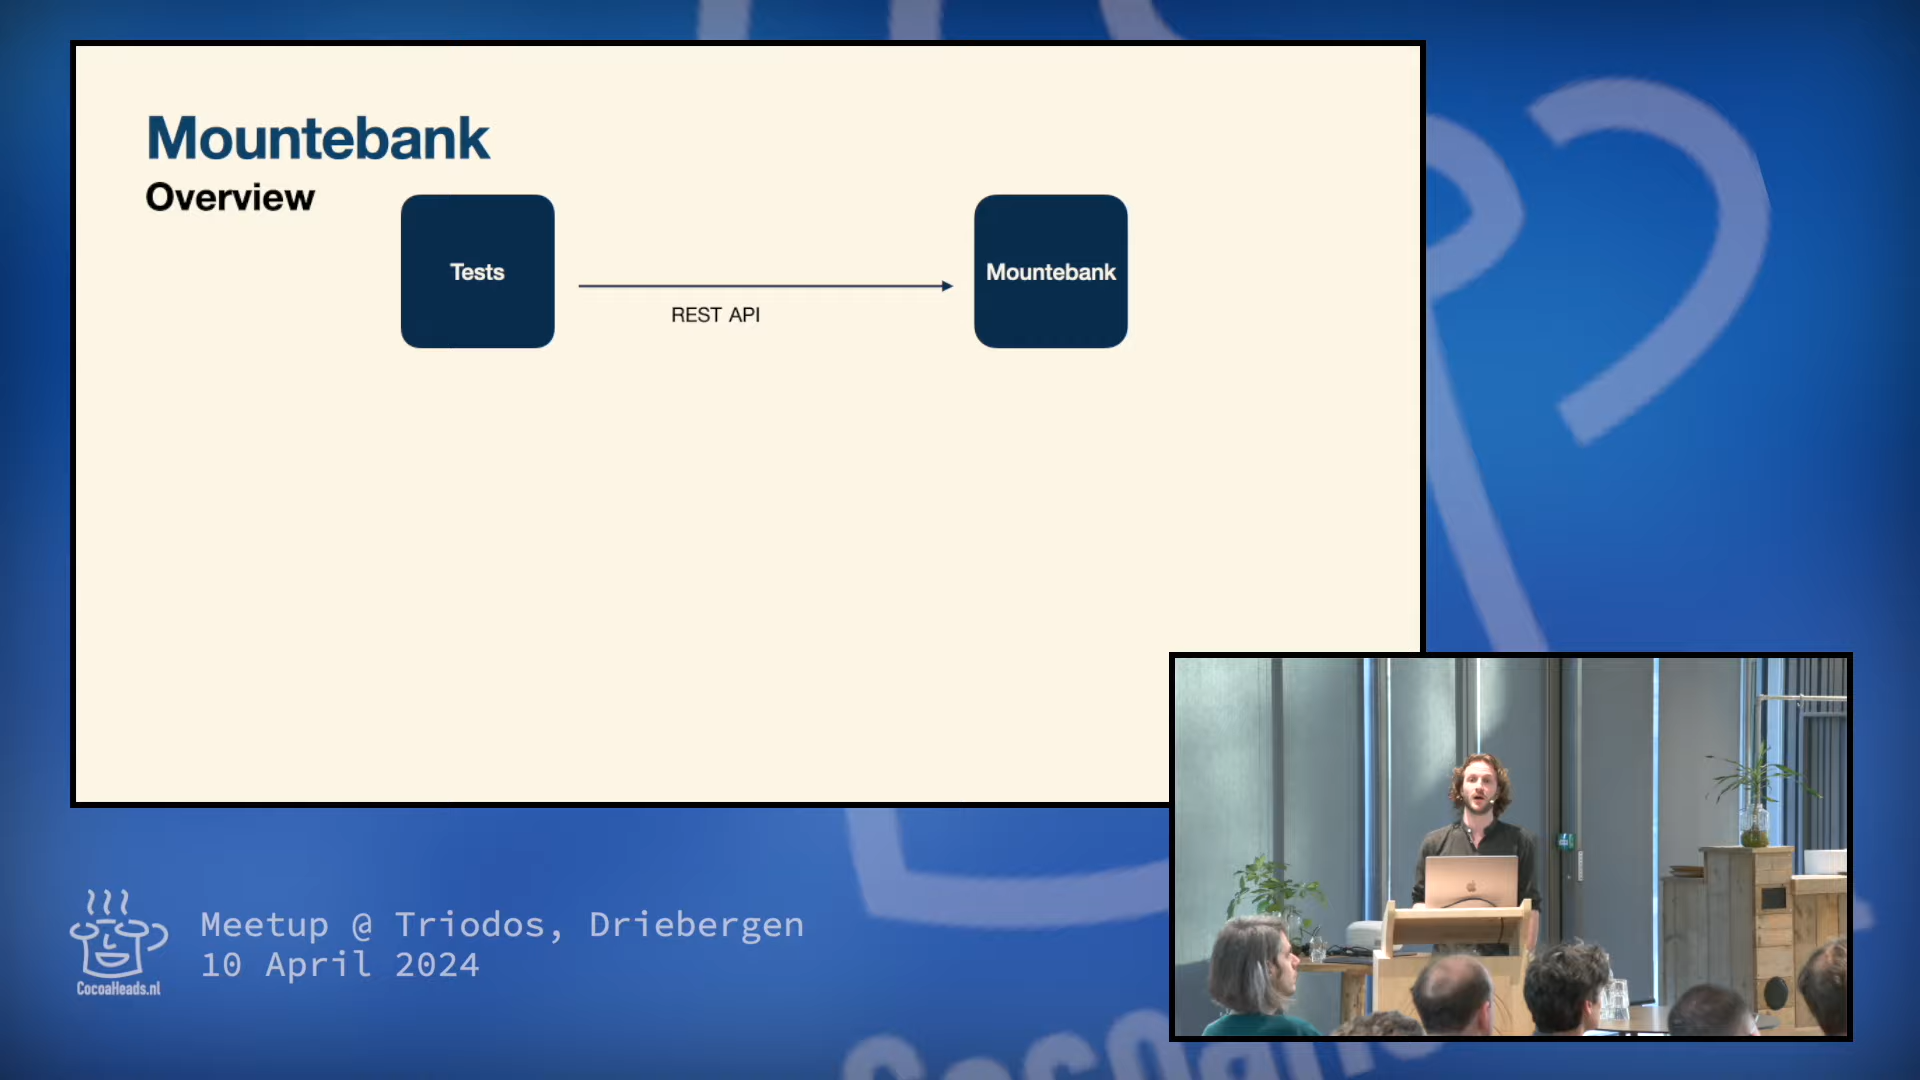 Mountebank
Overview
Tests
REST API
Mountebank
Meetup @ Triodos, Driebergen
10 April 2024
CocoaHeads.nl